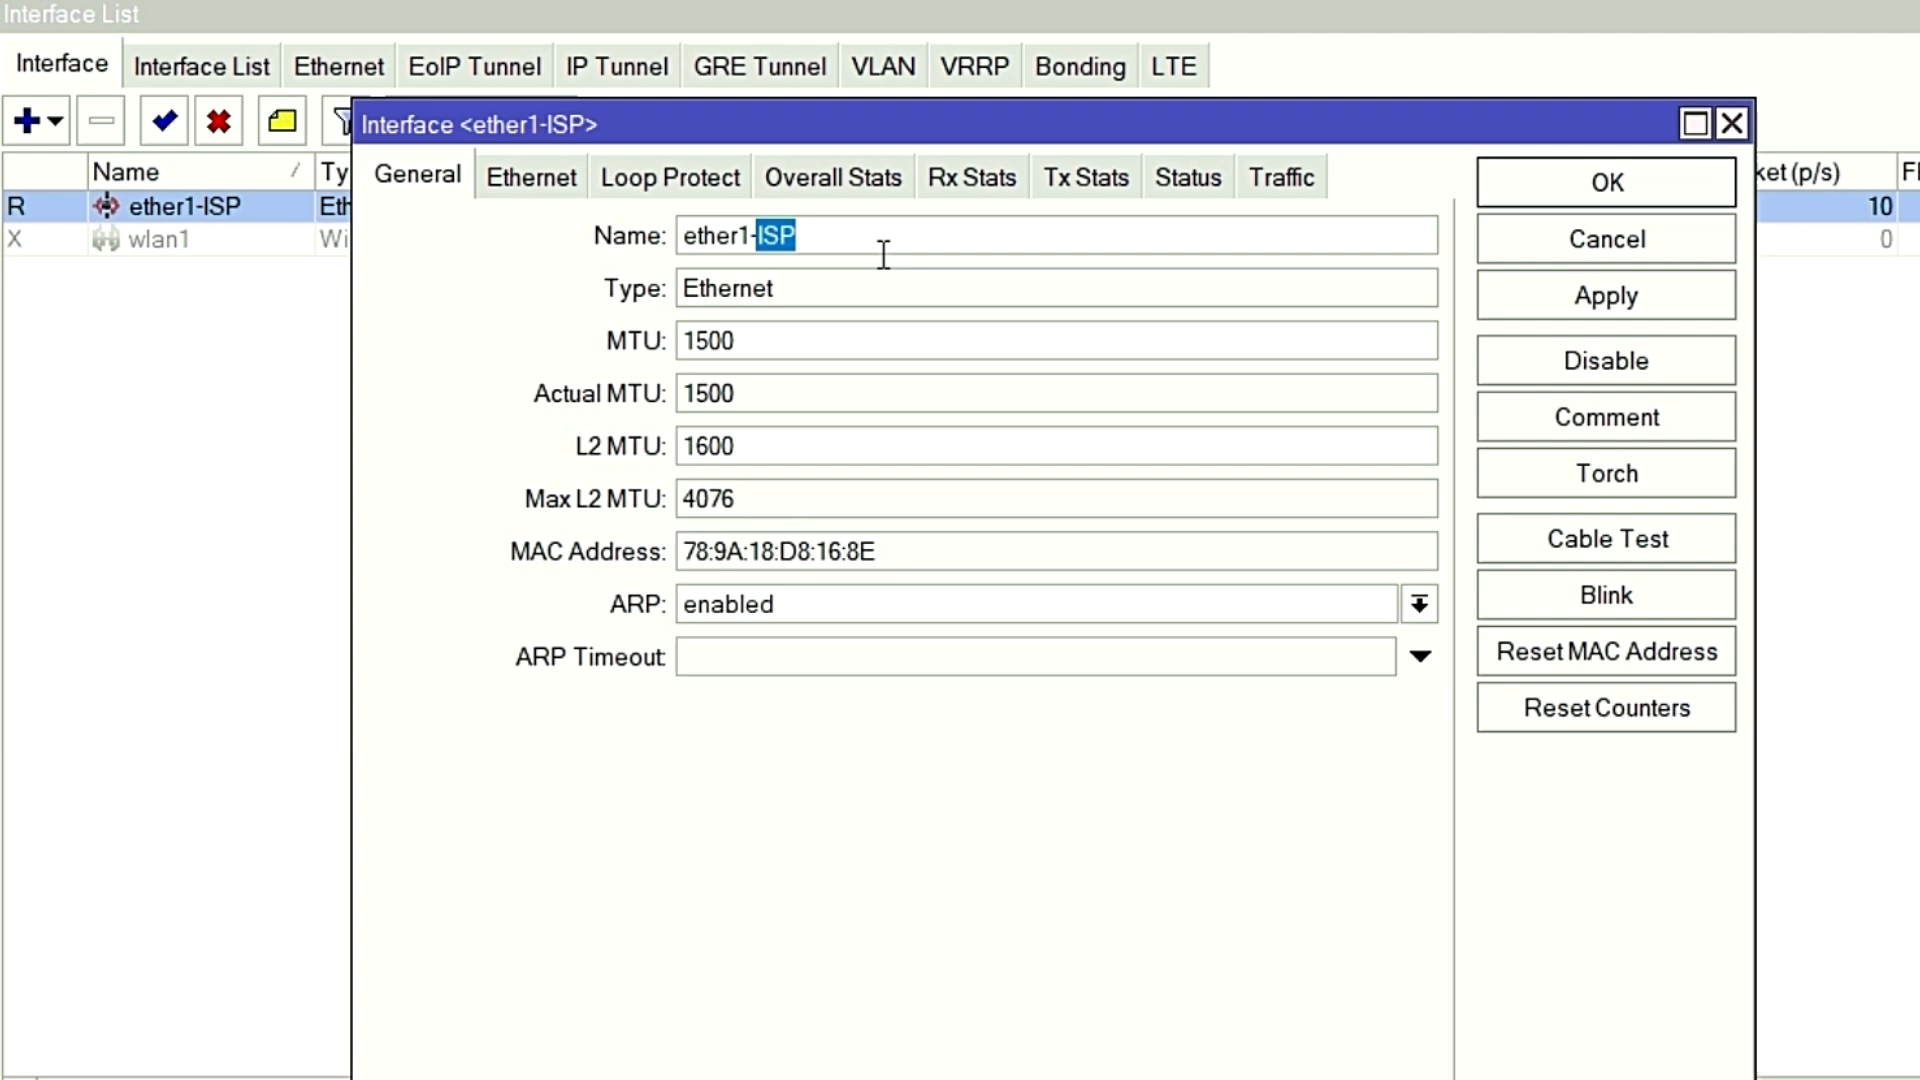 Interface List
Interface Interface List Ethernet EoIP Tunnel IP Tunnel GRE Tunnel VLAN VRRP Bonding LTE
Interface <ether1-ISP>
Name
R ether1-ISP
X wlan1
10
0
General Ethernet Loop Protect Overall Stats Rx Stats Tx Stats Status Traffic
Name: ether1-ISP
Type: Ethernet
MTU: 1500
Actual MTU: 1500
L2 MTU: 1600
Max L2 MTU: 4076
MAC Address: 78:9A:18:D8:16:8E
ARP: enabled
ARP Timeout:
OK
Cancel
Apply
Disable
Comment
Torch
Cable Test
Blink
Reset MAC Address
Reset Counters